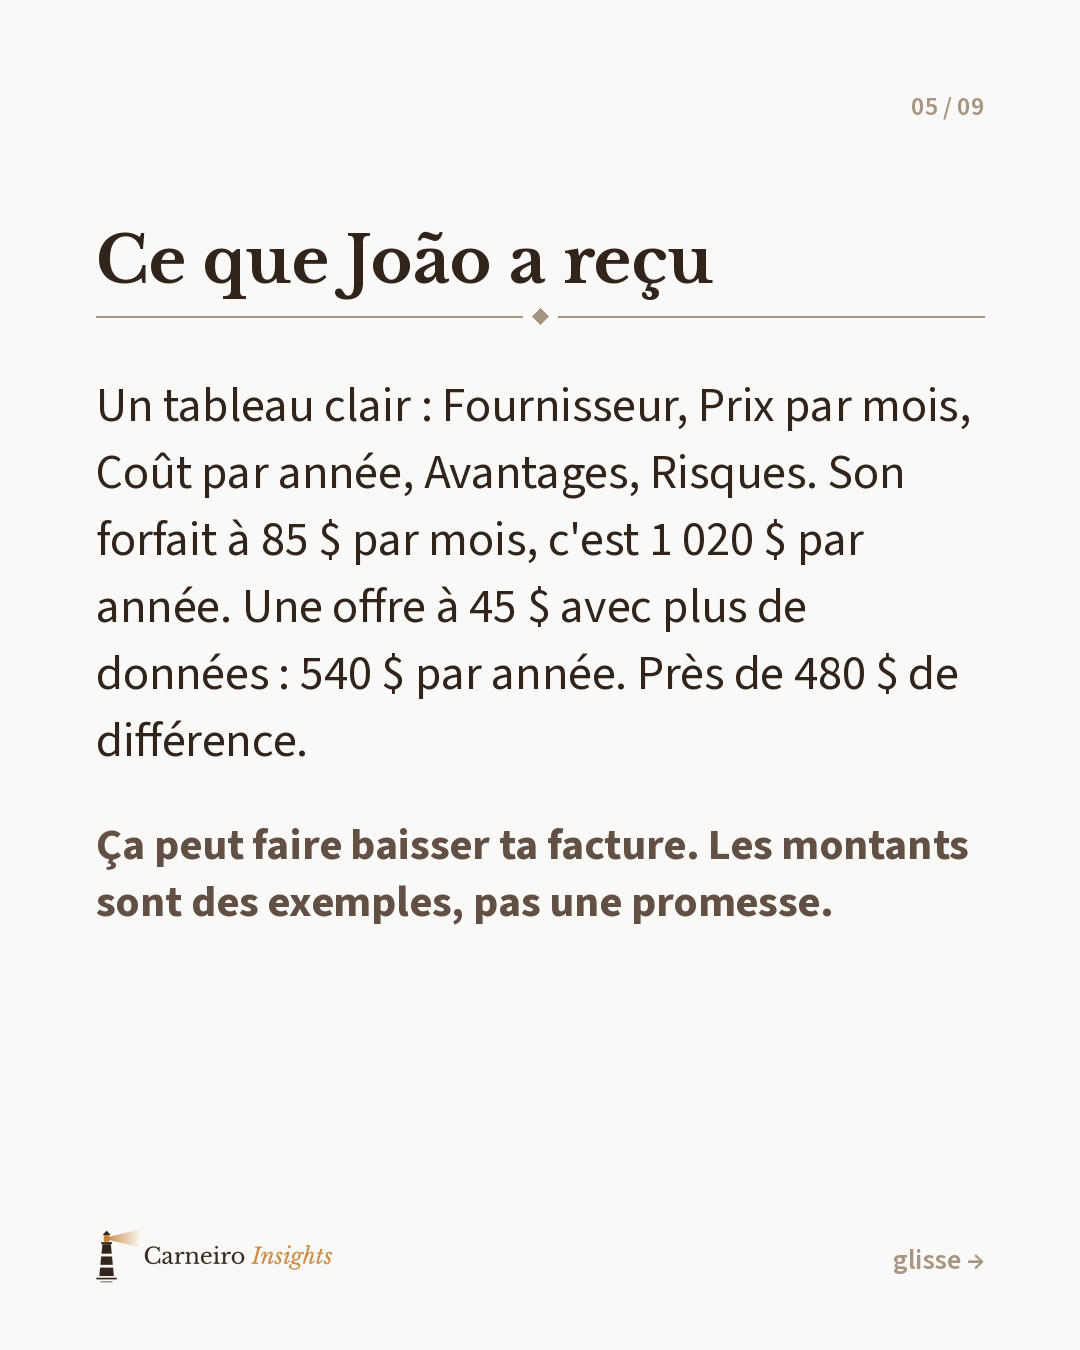 05 / 09
Ce que João a reçu
Un tableau clair : Fournisseur, Prix par mois,
Coût par année, Avantages, Risques. Son
forfait à 85 $ par mois, c'est 1 020 $ par
année. Une offre à 45 $ avec plus de
données : 540 $ par année. Près de 480 $ de
différence.
Ça peut faire baisser ta facture. Les montants
sont des exemples, pas une promesse.
Carneiro Insights
glisse →